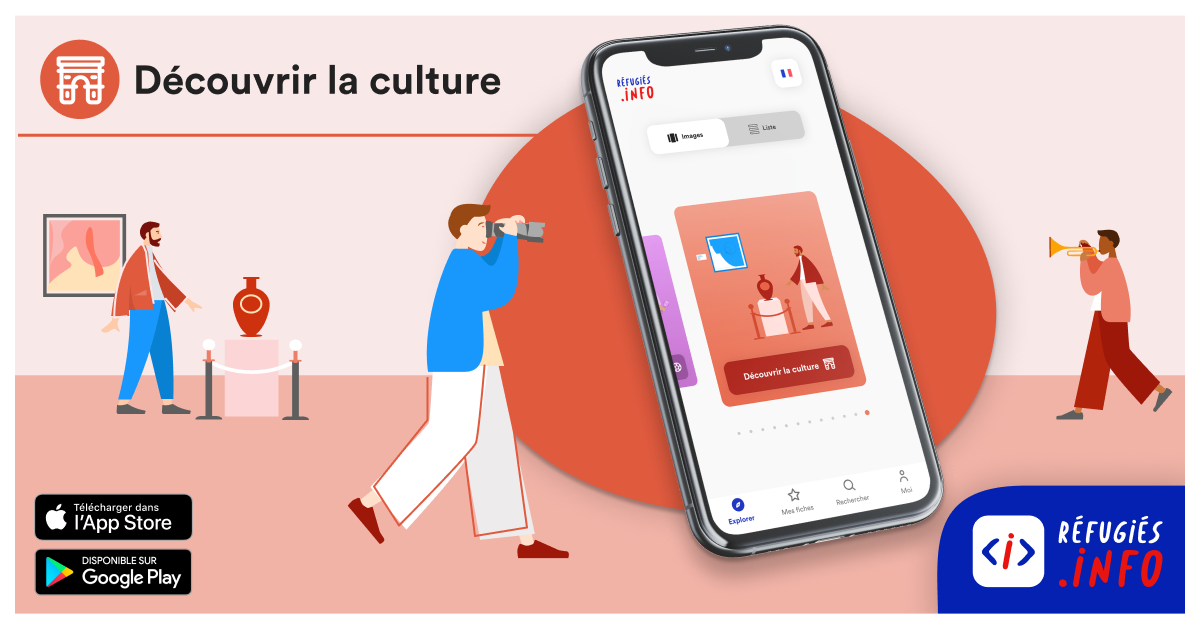 Découvrir la culture
RÉFUGIÉS
.INFO
Images
Liste
Découvrir la culture
Explorer
Mes fiches
Rechercher
Moi
Télécharger dans
l'App Store
DISPONIBLE SUR
Google Play
<i>
RÉFUGIÉS
.INFO